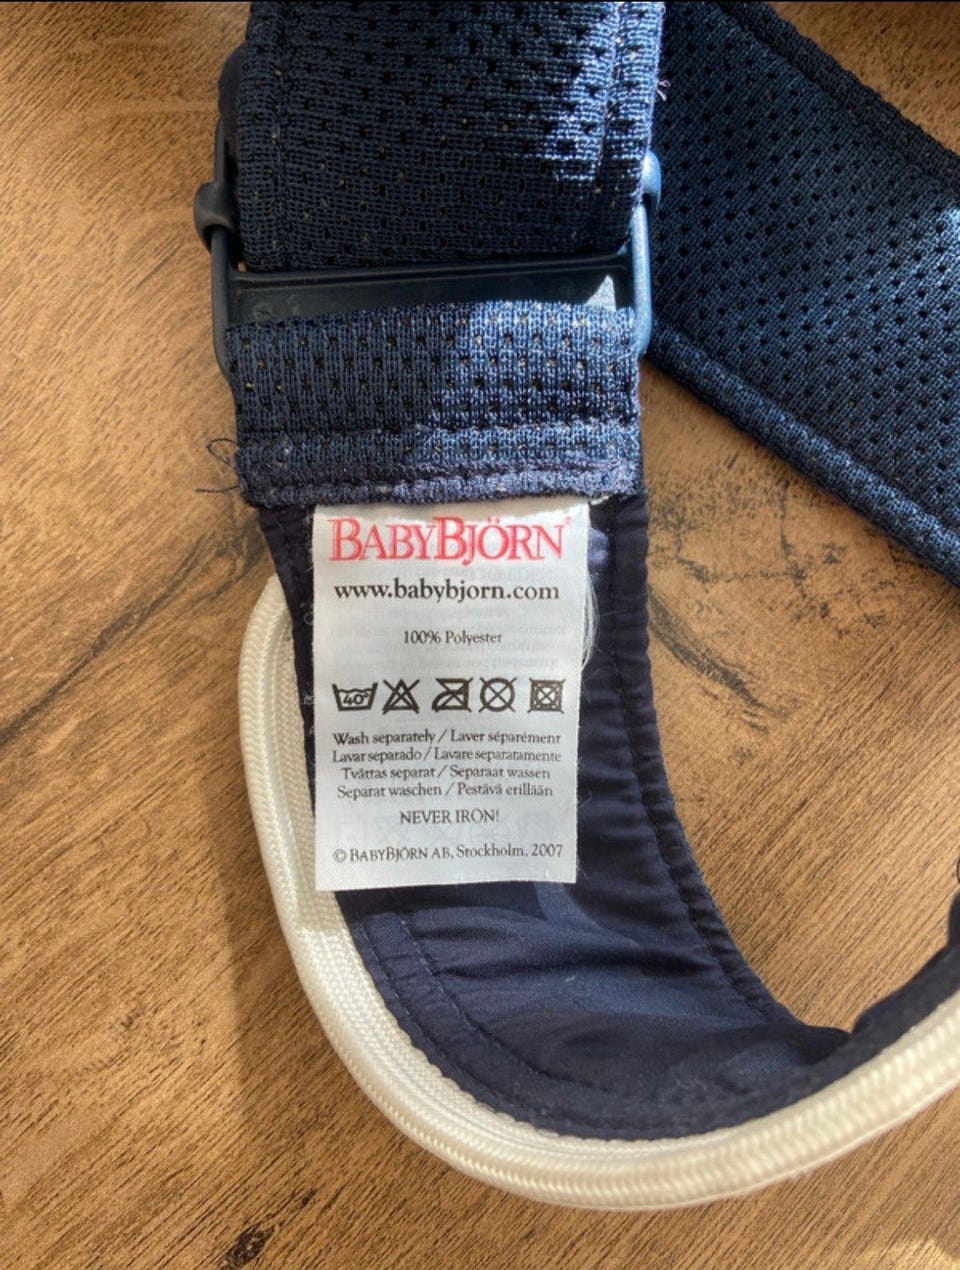 BABYBJÖRN®
www.babybjorn.com
100% Polyester
40°
Wash separately / Laver séparément
Lavar separado / Lavare separatamente
Tvättas separat / Separaat wassen
Separat waschen / Pestävä erillään
NEVER IRON!
© BABYBJÖRN AB, Stockholm, 2007